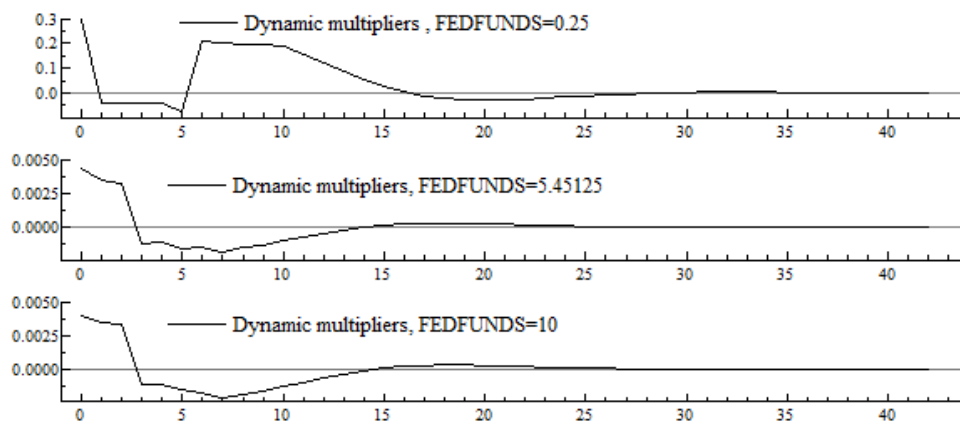 Dynamic multipliers , FEDFUNDS=0.25
0.3
0.2
0.1
0.0
0 5 10 15 20 25 30 35 40
Dynamic multipliers, FEDFUNDS=5.45125
0.0050
0.0025
0.0000
0 5 10 15 20 25 30 35 40
Dynamic multipliers, FEDFUNDS=10
0.0050
0.0025
0.0000
0 5 10 15 20 25 30 35 40